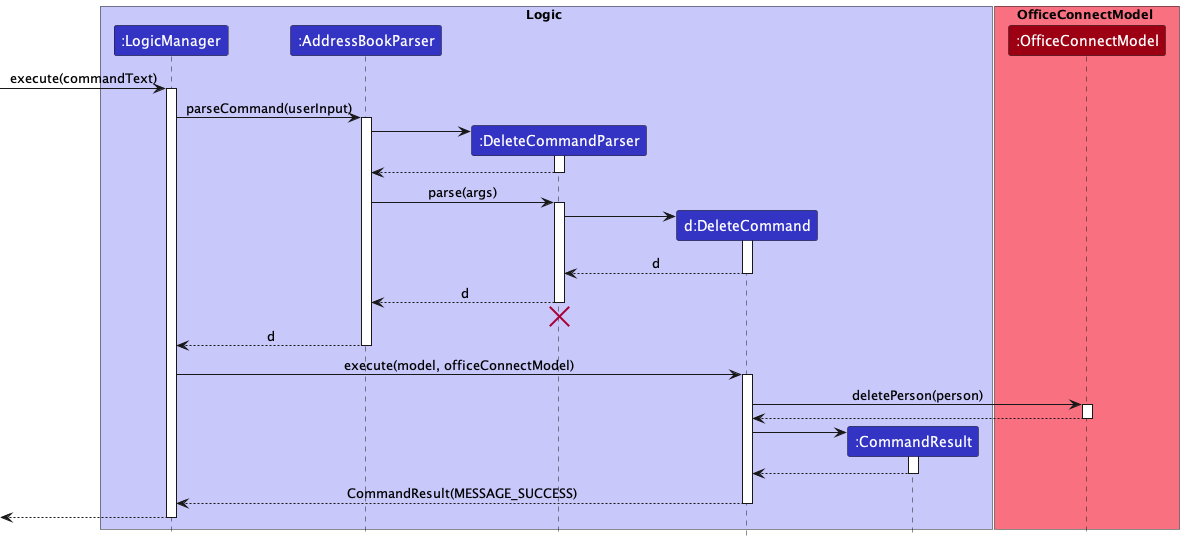 Logic
OfficeConnectModel
:LogicManager
:AddressBookParser
:OfficeConnectModel
execute(commandText)
parseCommand(userInput)
:DeleteCommandParser
parse(args)
d:DeleteCommand
d
d
d
execute(model, officeConnectModel)
deletePerson(person)
:CommandResult
CommandResult(MESSAGE_SUCCESS)